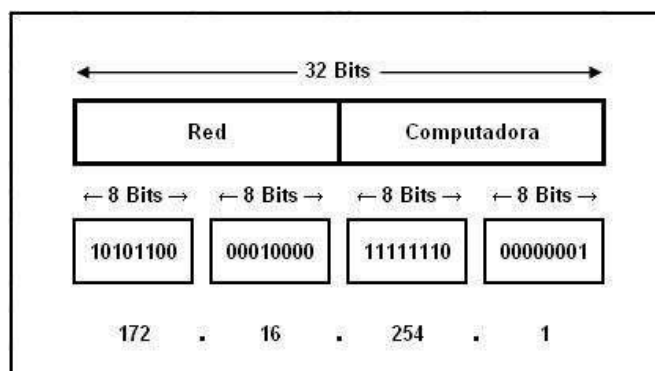 32 Bits
Red Computadora
← 8 Bits → ← 8 Bits → ← 8 Bits → ← 8 Bits →
10101100 00010000 11111110 00000001
172 . 16 . 254 . 1